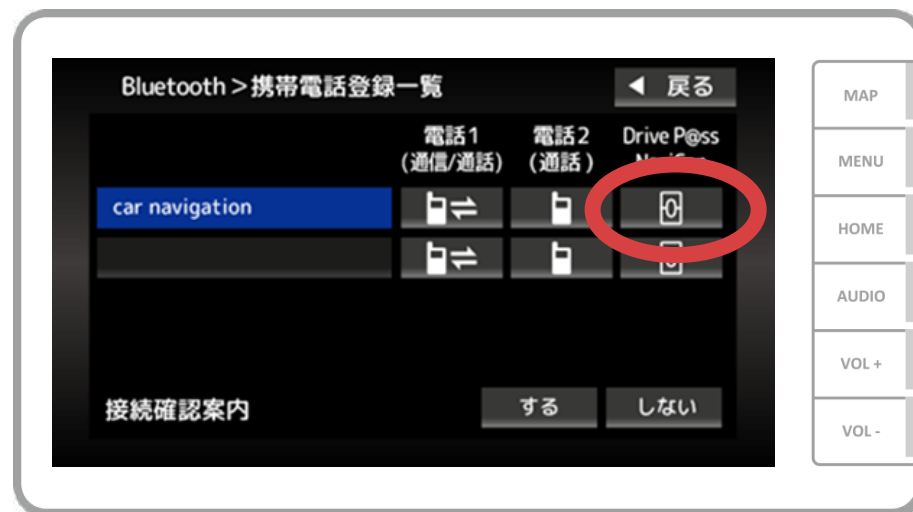 Bluetooth>携帯電話登録一覧
◀ 戻る
電話1
(通信/通話)
電話2
(通話)
Drive P@ss
car navigation
接続確認案内
する
しない
MAP
MENU
HOME
AUDIO
VOL +
VOL -